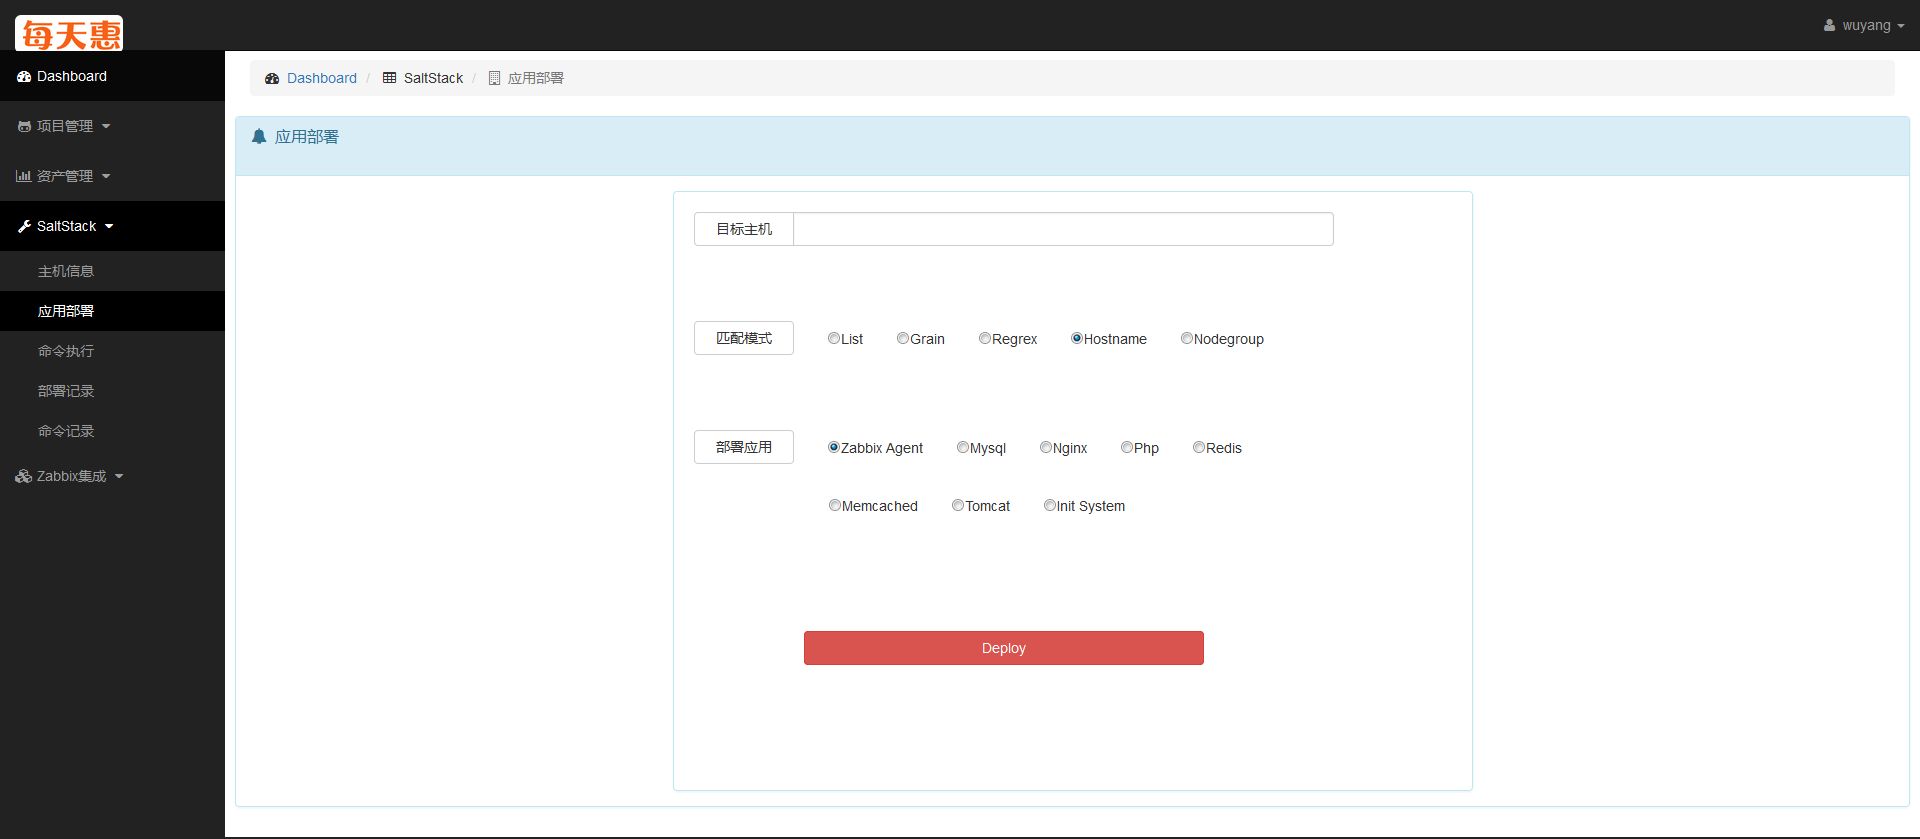 每天惠
wuyang
Dashboard
项目管理
资产管理
SaltStack
主机信息
应用部署
命令执行
部署记录
命令记录
Zabbix集成
Dashboard / SaltStack / 应用部署
应用部署
目标主机
匹配模式 List Grain Regrex Hostname Nodegroup
部署应用 Zabbix Agent Mysql Nginx Php Redis
Memcached Tomcat Init System
Deploy